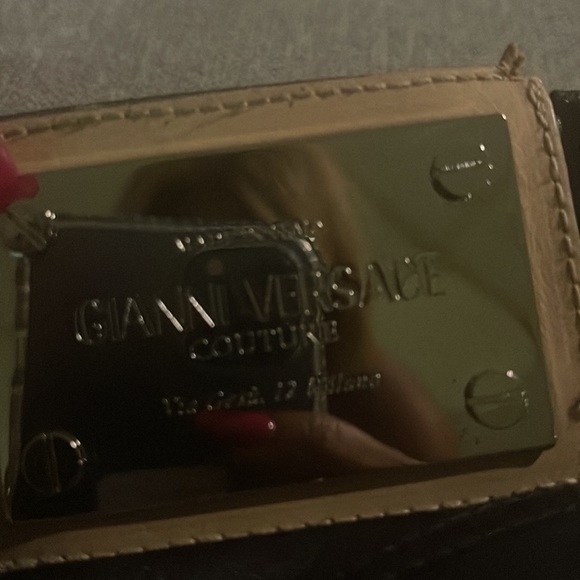 GIANNI VERSACE
COUTURE
Via Gesù, 12 Milano